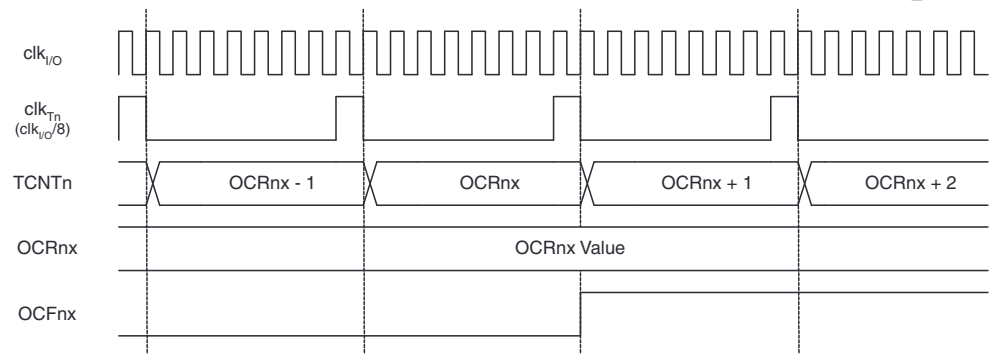 clkI/O
clkTn
(clkI/O/8)
TCNTn OCRnx - 1 OCRnx OCRnx + 1 OCRnx + 2
OCRnx OCRnx Value
OCFnx